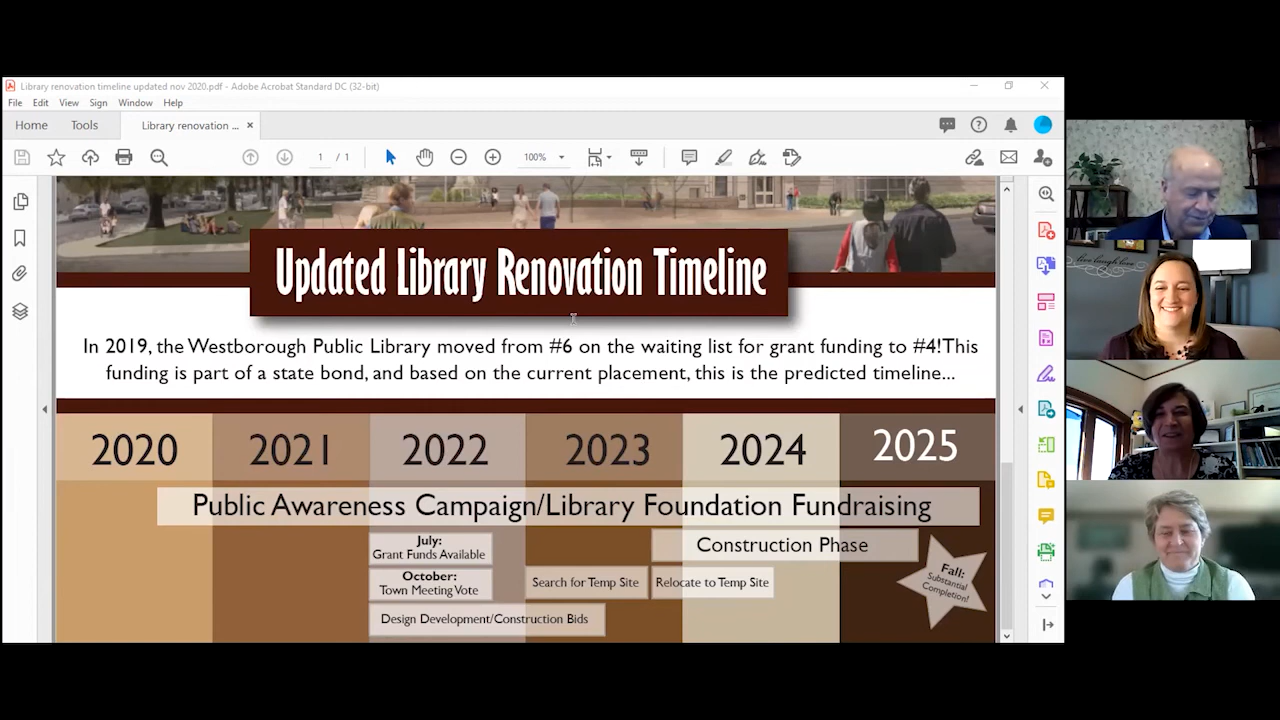 Library renovation timeline updated nov 2020.pdf - Adobe Acrobat Standard DC (32-bit)
File Edit View Sign Window Help
Home Tools Library renovation ... ×
1 / 1 100%
Updated Library Renovation Timeline
In 2019, the Westborough Public Library moved from #6 on the waiting list for grant funding to #4!This
funding is part of a state bond, and based on the current placement, this is the predicted timeline...
2020 2021 2022 2023 2024 2025
Public Awareness Campaign/Library Foundation Fundraising
July:
Grant Funds Available
Construction Phase
October:
Town Meeting Vote
Search for Temp Site
Relocate to Temp Site
Fall:
Substantial
Completion!
Design Development/Construction Bids
live laugh love